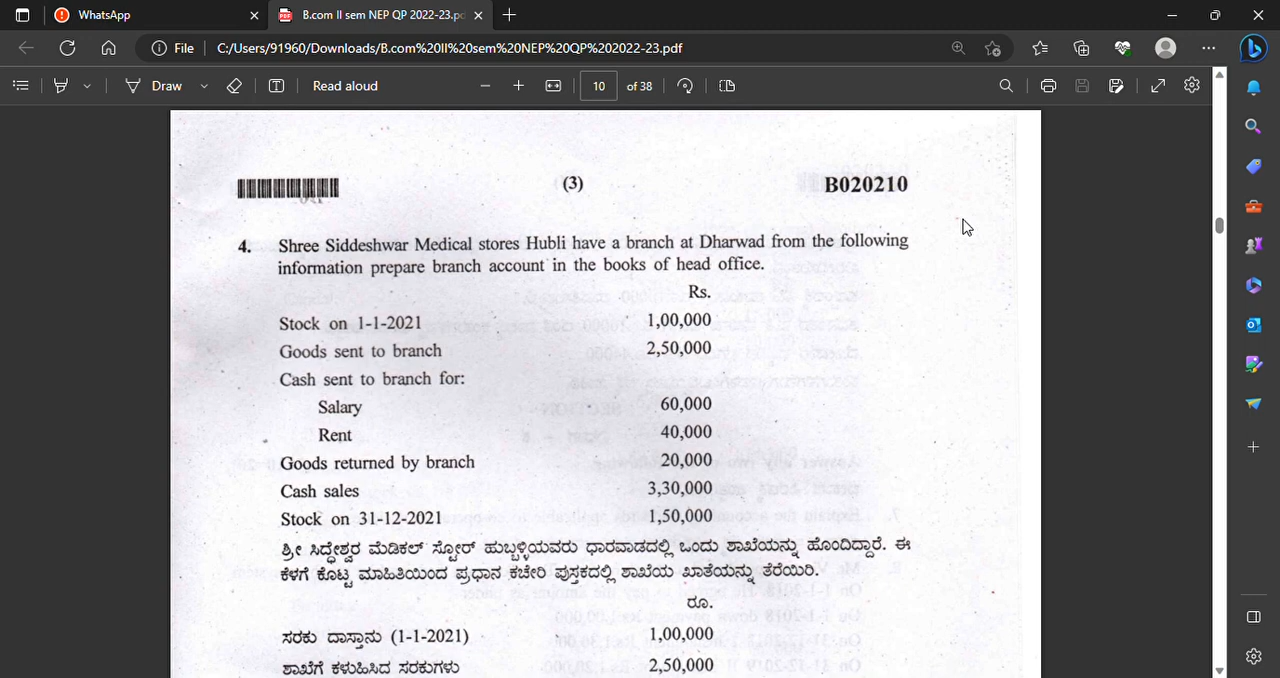 WhatsApp
B.com II sem NEP QP 2022-23.pd
File
C:/Users/91960/Downloads/B.com%20II%20sem%20NEP%20QP%202022-23.pdf
Draw
Read aloud
10 of 38
(3)
B020210
4. Shree Siddeshwar Medical stores Hubli have a branch at Dharwad from the following
information prepare branch account in the books of head office.
Rs.
Stock on 1-1-2021 1,00,000
Goods sent to branch 2,50,000
Cash sent to branch for:
Salary 60,000
Rent 40,000
Goods returned by branch 20,000
Cash sales 3,30,000
Stock on 31-12-2021 1,50,000
ಶ್ರೀ ಸಿದ್ಧೇಶ್ವರ ಮೆಡಿಕಲ್ ಸ್ಟೋರ್ ಹುಬ್ಬಳ್ಳಿಯವರು ಧಾರವಾಡದಲ್ಲಿ ಒಂದು ಶಾಖೆಯನ್ನು ಹೊಂದಿದ್ದಾರೆ. ಈ
ಕೆಳಗೆ ಕೊಟ್ಟ ಮಾಹಿತಿಯಿಂದ ಪ್ರಧಾನ ಕಚೇರಿ ಪುಸ್ತಕದಲ್ಲಿ ಶಾಖೆಯ ಖಾತೆಯನ್ನು ತೆರೆಯಿರಿ.
ರೂ.
ಸರಕು ದಾಸ್ತಾನು (1-1-2021) 1,00,000
ಶಾಖೆಗೆ ಕಳುಹಿಸಿದ ಸರಕುಗಳು 2,50,000